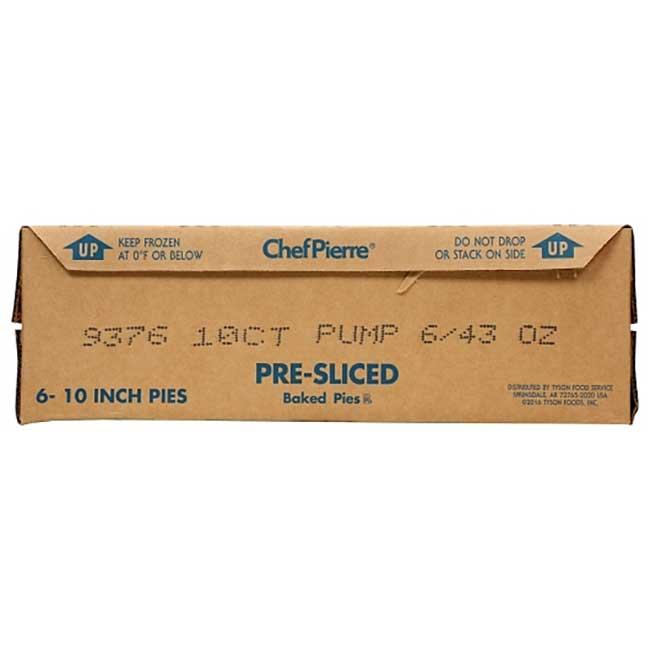 UP
KEEP FROZEN
AT 0°F OR BELOW
ChefPierre®
DO NOT DROP
OR STACK ON SIDE
UP
9376 10CT PUMP 6/43 OZ
PRE-SLICED
6- 10 INCH PIES
Baked Pies
DISTRIBUTED BY TYSON FOOD SERVICE
SPRINGDALE, AR 72765-2020 USA
©2016 TYSON FOODS, INC.